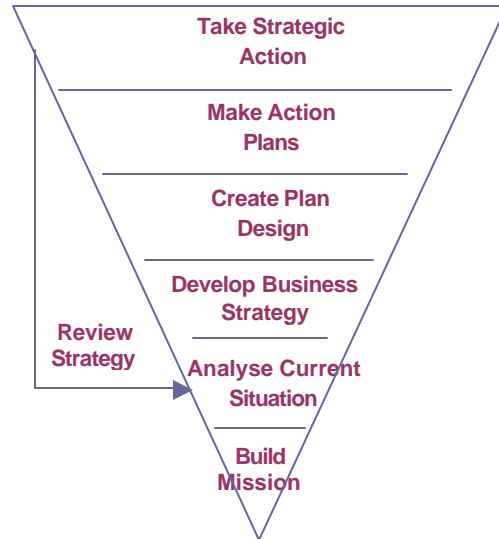 Take Strategic
Action
Make Action
Plans
Create Plan
Design
Develop Business
Strategy
Review
Strategy
Analyse Current
Situation
Build
Mission